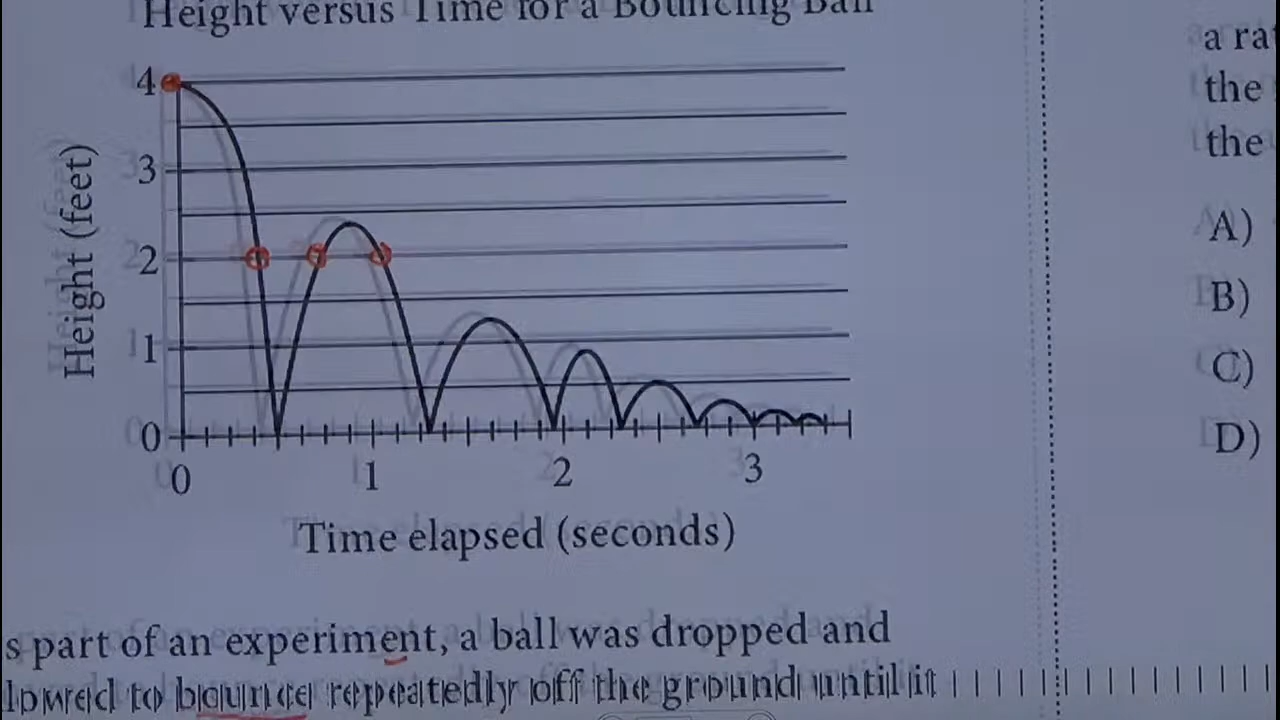 Height versus Time for a Bouncing Ball
4
3
2
1
0
Height (feet)
0 1 2 3
Time elapsed (seconds)
s part of an experiment, a ball was dropped and
lowed to bounce repeatedly off the ground until it
a ra
the
the
A)
B)
C)
D)